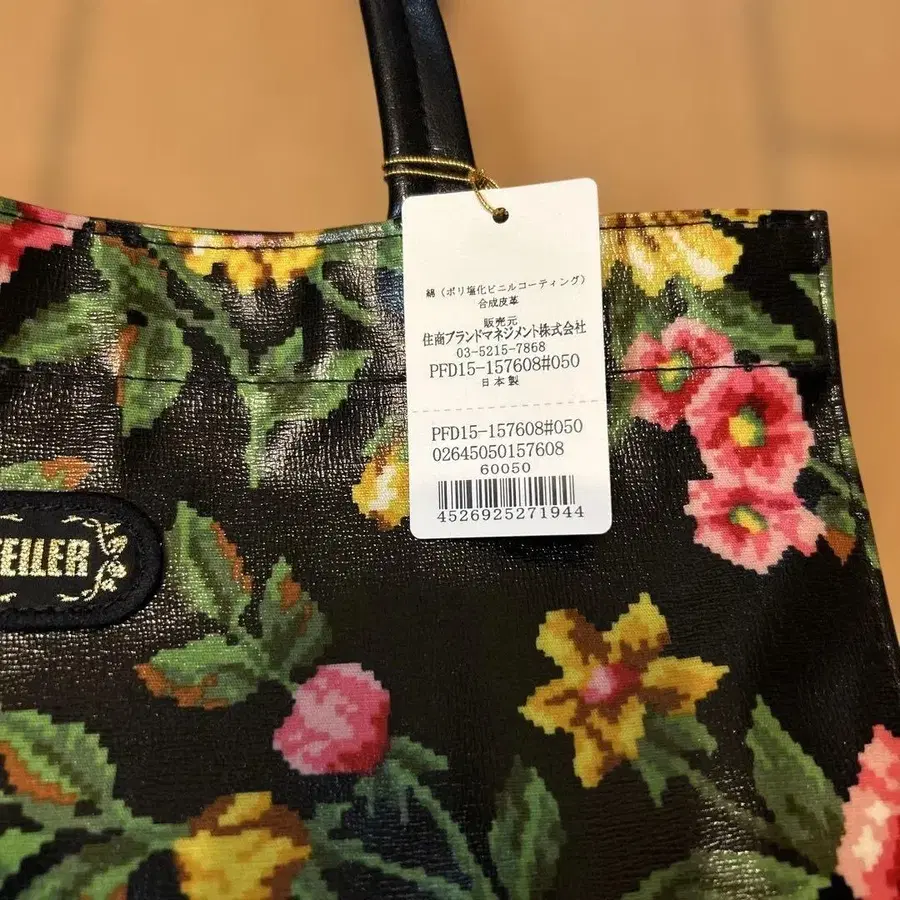 綿（ポリ塩化ビニルコーティング）
合成皮革
販売元
住商ブランドマネジメント株式会社
03-5215-7868
PFD15-157608#050
日本製
PFD15-157608#050
02645050157608
60050
4526925271944
EILER